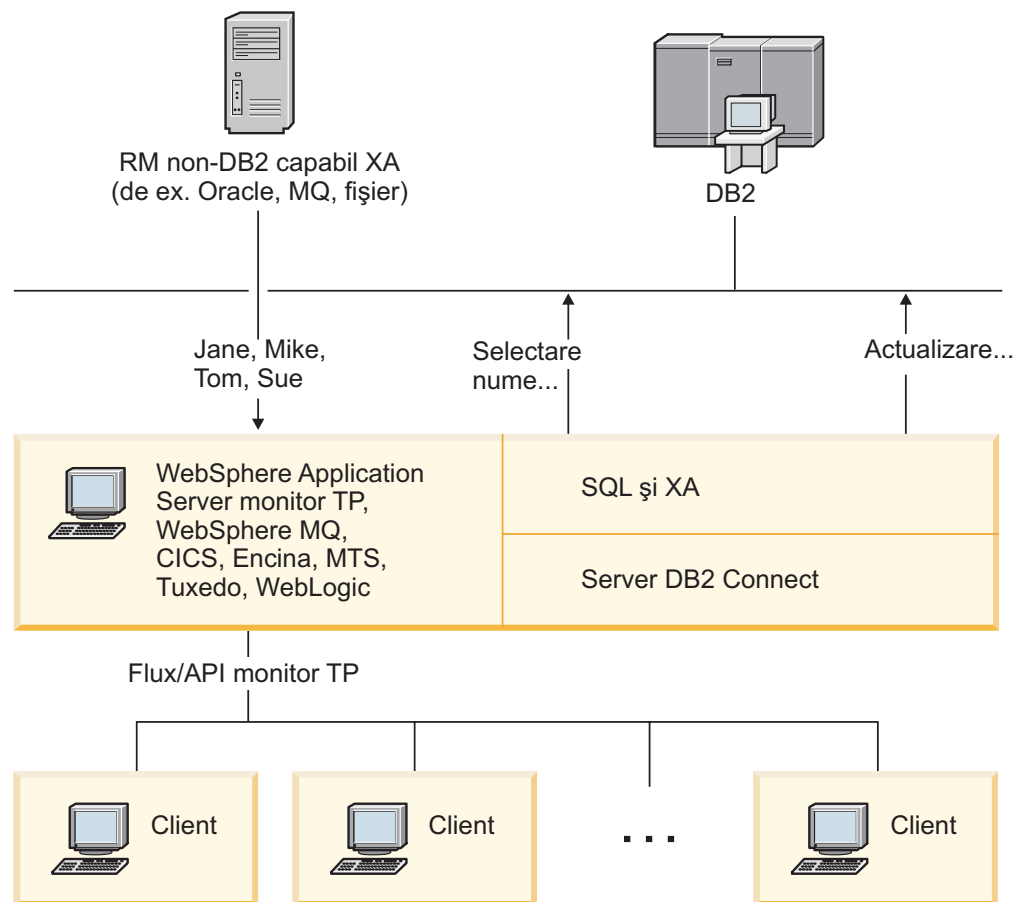 RM non-DB2 capabil XA
(de ex. Oracle, MQ, fişier)
DB2
Jane, Mike,
Tom, Sue
Selectare
nume...
Actualizare...
WebSphere Application
Server monitor TP,
WebSphere MQ,
CICS, Encina, MTS,
Tuxedo, WebLogic
SQL şi XA
Server DB2 Connect
Flux/API monitor TP
Client
Client
. . .
Client